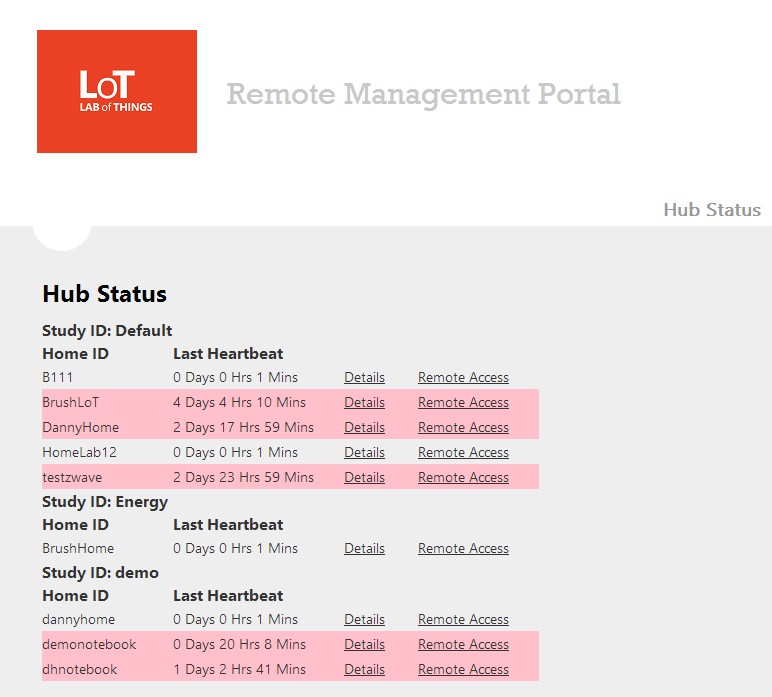 LoT
LAB of THINGS
Remote Management Portal
Hub Status
Hub Status
Study ID: Default
Home ID Last Heartbeat
B111 0 Days 0 Hrs 1 Mins Details Remote Access
BrushLoT 4 Days 4 Hrs 10 Mins Details Remote Access
DannyHome 2 Days 17 Hrs 59 Mins Details Remote Access
HomeLab12 0 Days 0 Hrs 1 Mins Details Remote Access
testzwave 2 Days 23 Hrs 59 Mins Details Remote Access
Study ID: Energy
Home ID Last Heartbeat
BrushHome 0 Days 0 Hrs 1 Mins Details Remote Access
Study ID: demo
Home ID Last Heartbeat
dannyhome 0 Days 0 Hrs 1 Mins Details Remote Access
demonotebook 0 Days 20 Hrs 8 Mins Details Remote Access
dhnotebook 1 Days 2 Hrs 41 Mins Details Remote Access